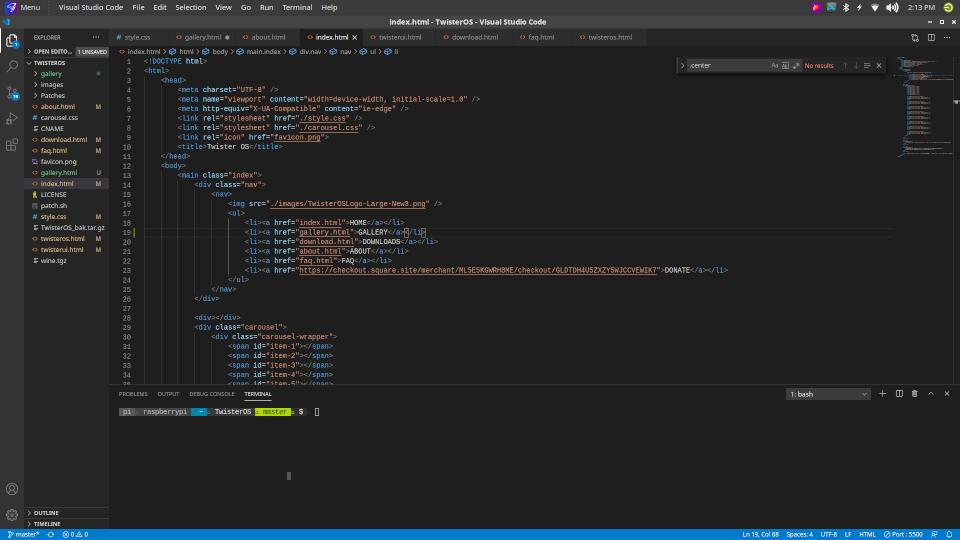 Menu Visual Studio Code File Edit Selection View Go Run Terminal Help 2:13 PM
index.html - TwisterOS - Visual Studio Code
EXPLORER ···
OPEN EDITO... 1 UNSAVED
TWISTEROS
gallery
images
Patches
about.html M
carousel.css
CNAME
download.html M
faq.html M
favicon.png
gallery.html U
index.html M
LICENSE
patch.sh
style.css M
TwisterOS_bak.tar.gz
twisteros.html M
twisterui.html M
wine.tgz
OUTLINE
TIMELINE
style.css gallery.html about.html index.html twisterui.html download.html faq.html twisteros.html
index.html > html > body > main.index > div.nav > nav > ul > li
.center Aa Ab No results
1 <!DOCTYPE html>
2 <html>
3 <head>
4 <meta charset="UTF-8" />
5 <meta name="viewport" content="width=device-width, initial-scale=1.0" />
6 <meta http-equiv="X-UA-Compatible" content="ie-edge" />
7 <link rel="stylesheet" href="./style.css" />
8 <link rel="stylesheet" href="./carousel.css" />
9 <link rel="icon" href="favicon.png">
10 <title>Twister OS</title>
11 </head>
12 <body>
13 <main class="index">
14 <div class="nav">
15 <nav>
16 <img src="./images/TwisterOSLogo-Large-New3.png" />
17 <ul>
18 <li><a href="index.html">HOME</a></li>
19 <li><a href="gallery.html">GALLERY</a></li>
20 <li><a href="download.html">DOWNLOADS</a></li>
21 <li><a href="about.html">ABOUT</a></li>
22 <li><a href="faq.html">FAQ</a></li>
23 <li><a href="https://checkout.square.site/merchant/ML5E5KGWRH8ME/checkout/GLDTDH4U5ZXZY5WJCCVEWIK7">DONATE</a></li>
24 </ul>
25 </nav>
26 </div>
27
28 <div></div>
29 <div class="carousel">
30 <div class="carousel-wrapper">
31 <span id="item-1"></span>
32 <span id="item-2"></span>
33 <span id="item-3"></span>
34 <span id="item-4"></span>
35 <span id="item-5"></span>
PROBLEMS OUTPUT DEBUG CONSOLE TERMINAL 1: bash
pi raspberrypi ~ TwisterOS master $
master* 0 0 Ln 19, Col 68 Spaces: 4 UTF-8 LF HTML Port : 5500